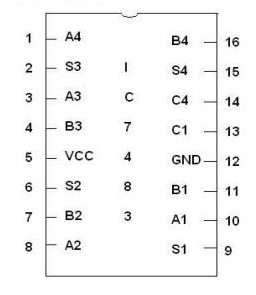 1 A4 B4 16
2 S3 I S4 15
3 A3 C C4 14
4 B3 7 C1 13
5 VCC 4 GND 12
6 S2 8 B1 11
7 B2 3 A1 10
8 A2 S1 9